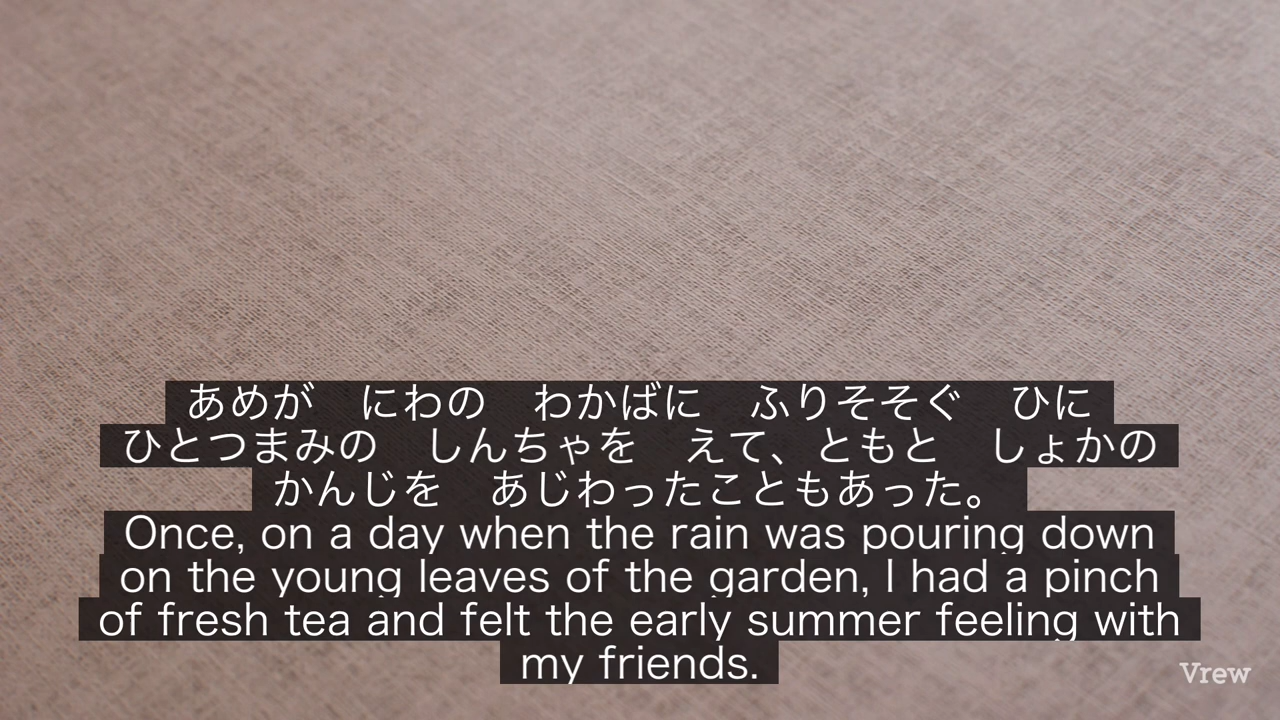 あめが　にわの　わかばに　ふりそそぐ　ひに
ひとつまみの　しんちゃを　えて、ともと　しょかの
かんじを　あじわったこともあった。
Once, on a day when the rain was pouring down
on the young leaves of the garden, I had a pinch
of fresh tea and felt the early summer feeling with
my friends.
Vrew